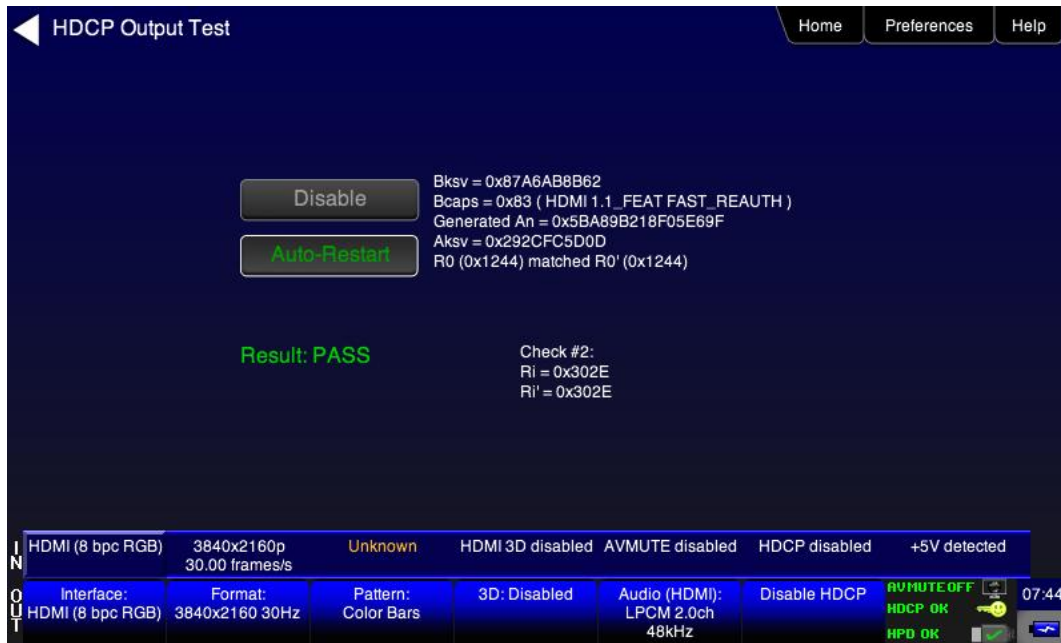 HDCP Output Test
Home
Preferences
Help
Disable
Auto-Restart
Bksv = 0x87A6AB8B62
Bcaps = 0x83 ( HDMI 1.1_FEAT FAST_REAUTH )
Generated An = 0x5BA89B218F05E69F
Aksv = 0x292CFC5D0D
R0 (0x1244) matched R0' (0x1244)
Result: PASS
Check #2:
Ri = 0x302E
Ri' = 0x302E
IN
HDMI (8 bpc RGB)
3840x2160p
30.00 frames/s
Unknown
HDMI 3D disabled
AVMUTE disabled
HDCP disabled
+5V detected
OUT
Interface:
HDMI (8 bpc RGB)
Format:
3840x2160 30Hz
Pattern:
Color Bars
3D: Disabled
Audio (HDMI):
LPCM 2.0ch
48kHz
Disable HDCP
AVMUTE OFF
HDCP OK
HPD OK
07:44